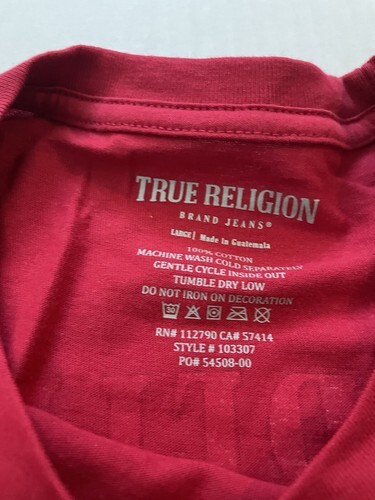 TRUE RELIGION
BRAND JEANS®
LARGE | Made in Guatemala
100% COTTON
MACHINE WASH COLD SEPARATELY
GENTLE CYCLE INSIDE OUT
TUMBLE DRY LOW
DO NOT IRON ON DECORATION
30
RN# 112790 CA# 57414
STYLE # 103307
PO# 54508-00